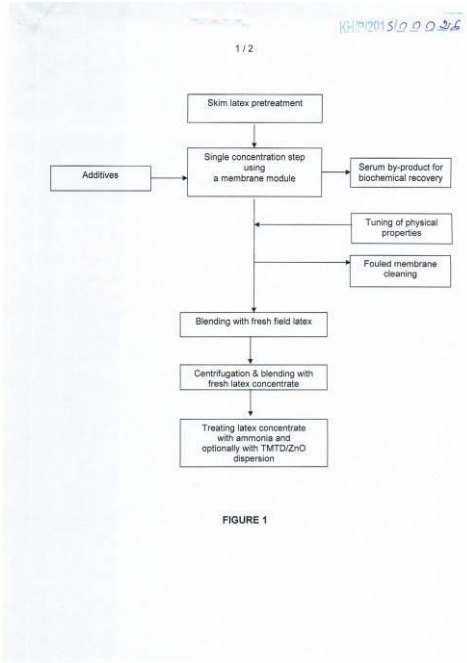 KH/P/2015/00026
1 / 2
Skim latex pretreatment
Single concentration step
using
a membrane module
Additives
Serum by-product for
biochemical recovery
Tuning of physical
properties
Fouled membrane
cleaning
Blending with fresh field latex
Centrifugation & blending with
fresh latex concentrate
Treating latex concentrate
with ammonia and
optionally with TMTD/ZnO
dispersion
FIGURE 1